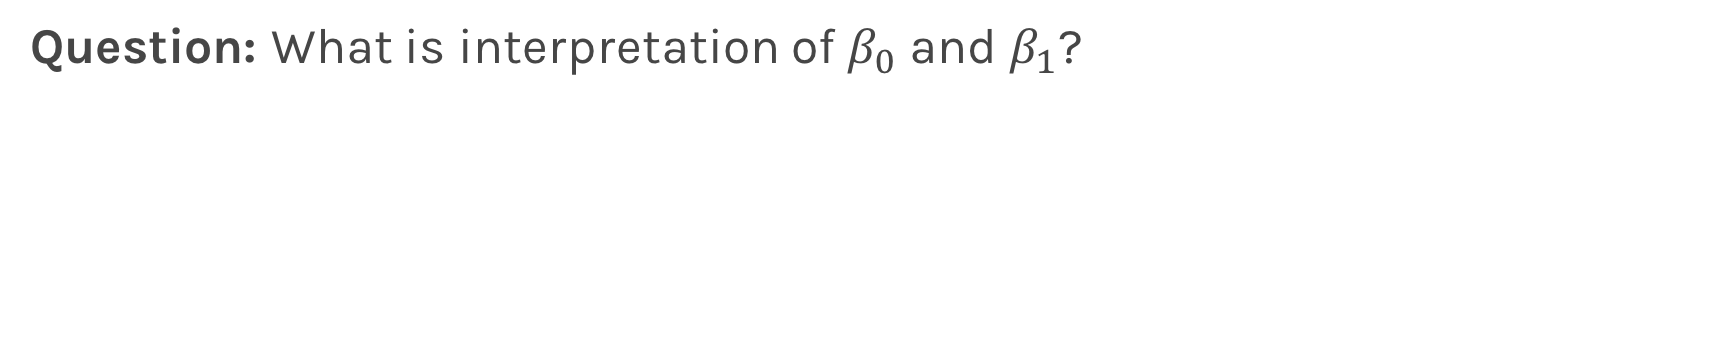 Question: What is interpretation of β₀ and β₁?